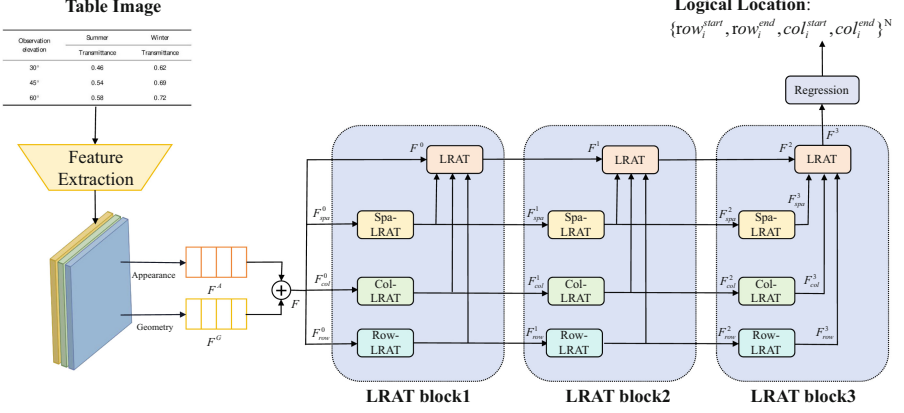 Table Image
Observation elevation
Summer
Winter
Transmittance
Transmittance
30°
0.46
0.62
45°
0.54
0.69
60°
0.58
0.72
Feature
Extraction
Appearance
F^A
Geometry
F^G
F
F^0
LRAT
F^0_spa
Spa-
LRAT
F^0_col
Col-
LRAT
F^0_row
Row-
LRAT
LRAT block1
F^1
LRAT
F^1_spa
Spa-
LRAT
F^1_col
Col-
LRAT
F^1_row
Row-
LRAT
LRAT block2
F^2
LRAT
F^3
F^2_spa
Spa-
LRAT
F^3_spa
F^2_col
Col-
LRAT
F^3_col
F^2_row
Row-
LRAT
F^3_row
LRAT block3
Regression
Logical Location:
{row_i^start, row_i^end, col_i^start, col_i^end}^N